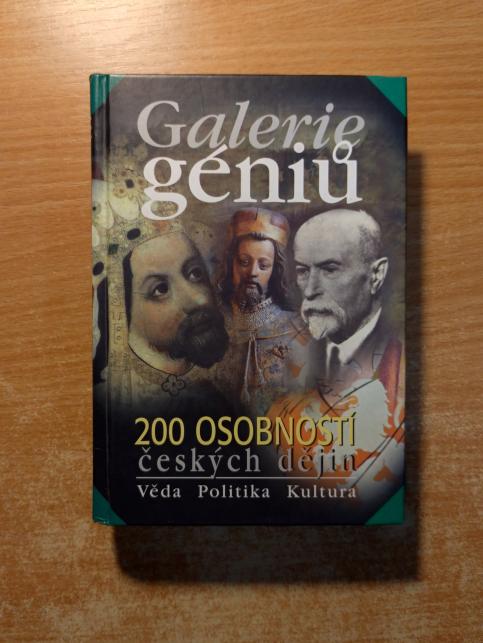 Galerie
géniů
200 OSOBNOSTÍ
českých dějin
Věda Politika Kultura